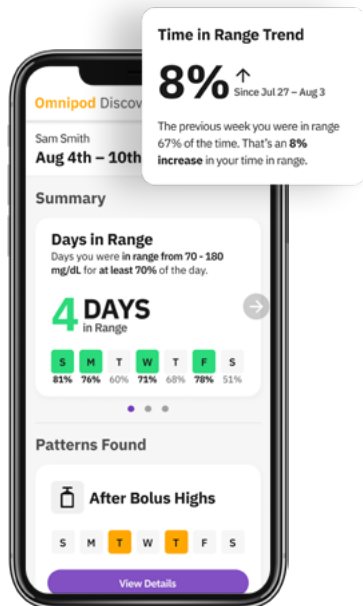 Time in Range Trend
8% ↑ Since Jul 27 – Aug 3
The previous week you were in range
67% of the time. That's an 8%
increase in your time in range.
Omnipod Discov
Sam Smith
Aug 4th – 10th
Summary
Days in Range
Days you were in range from 70 - 180
mg/dL for at least 70% of the day.
4 DAYS
in Range
S M T W T F S
81% 76% 60% 71% 68% 78% 51%
Patterns Found
After Bolus Highs
S M T W T F S
View Details